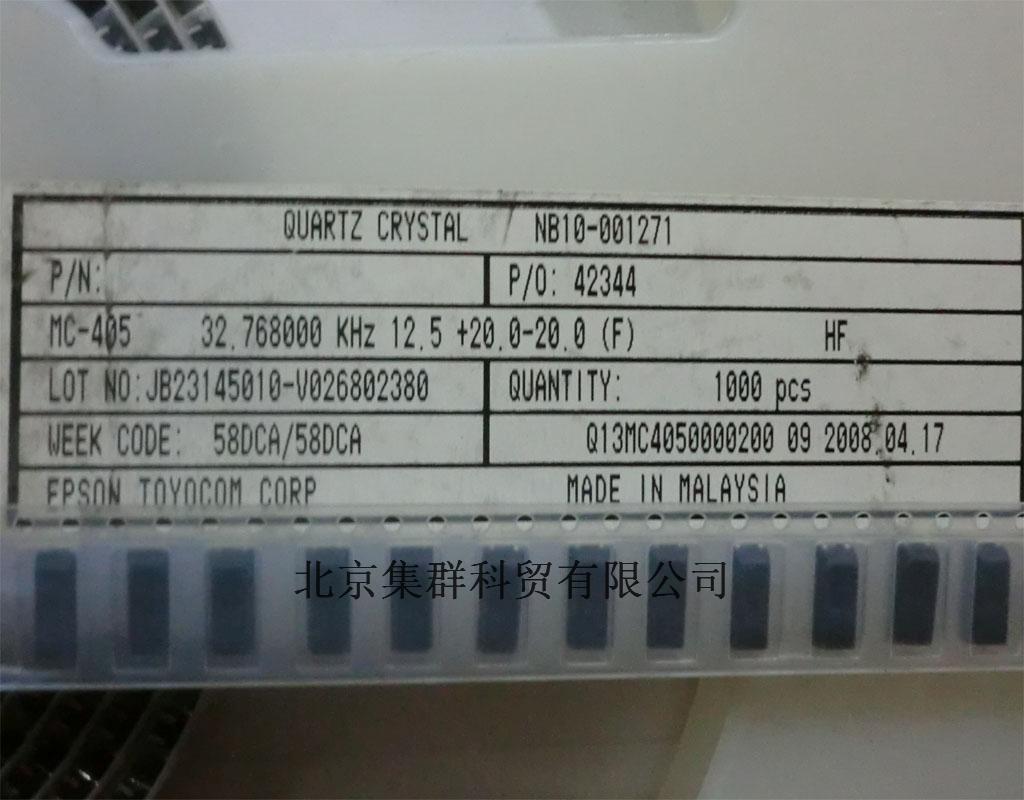 QUARTZ CRYSTAL NB10-001271
P/N: P/O: 42344
MC-405 32.768000 KHz 12.5 +20.0-20.0 (F) HF
LOT NO:JB23145010-V026802380 QUANTITY: 1000 pcs
WEEK CODE: 58DCA/58DCA Q13MC4050000200 09 2008.04.17
EPSON TOYOCOM CORP MADE IN MALAYSIA
北京集群科贸有限公司